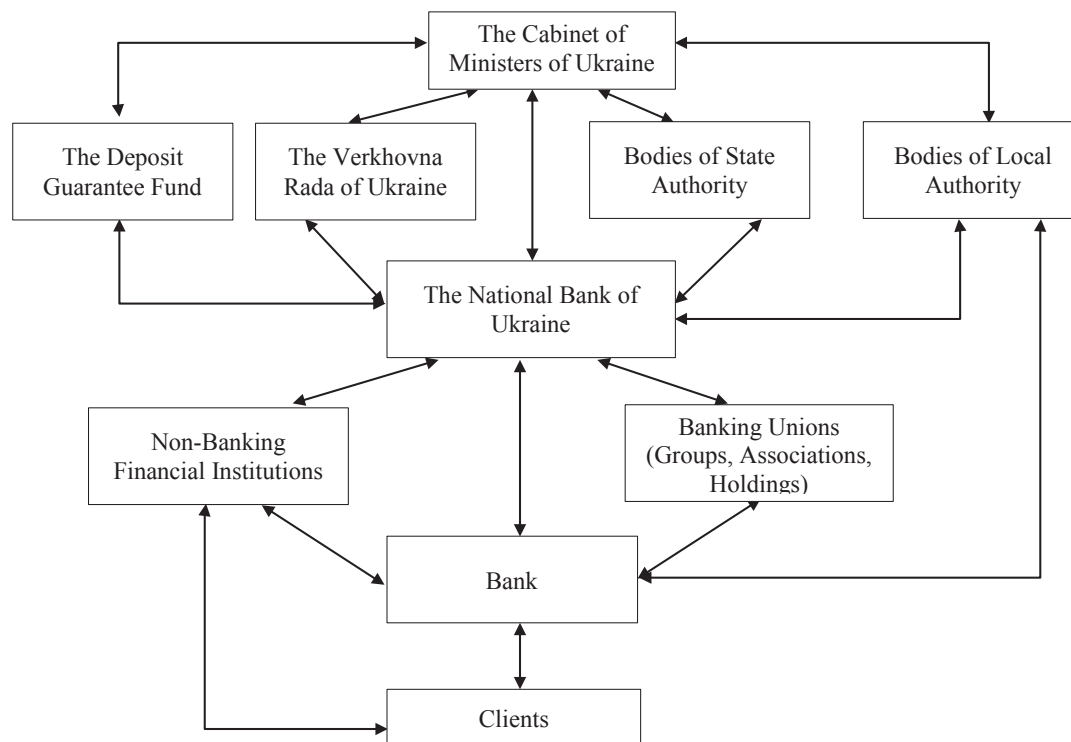 The Cabinet of
Ministers of Ukraine
The Deposit
Guarantee Fund
The Verkhovna
Rada of Ukraine
Bodies of State
Authority
Bodies of Local
Authority
The National Bank of
Ukraine
Non-Banking
Financial Institutions
Banking Unions
(Groups, Associations,
Holdings)
Bank
Clients